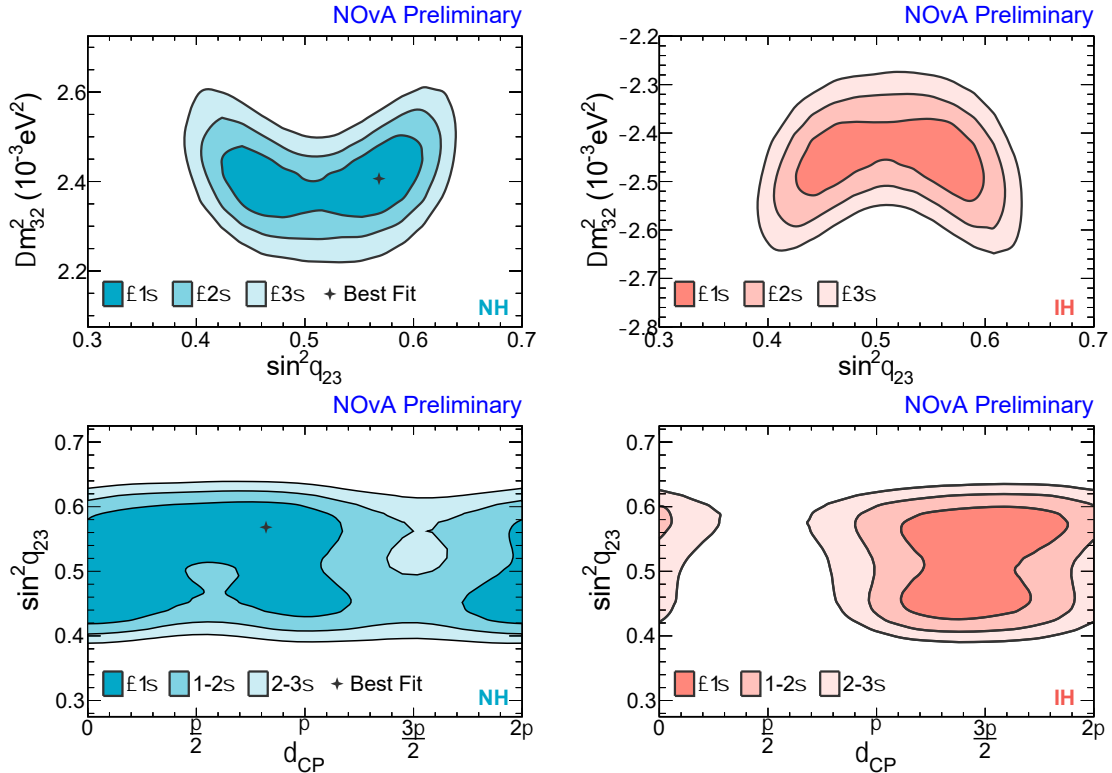 NOvA Preliminary
Dm²₃₂ (10⁻³eV²)
2.6
2.4
2.2
£1s £2s £3s Best Fit
NH
0.3 0.4 0.5 0.6 0.7
sin²q₂₃
NOvA Preliminary
Dm²₃₂ (10⁻³eV²)
-2.2
-2.3
-2.4
-2.5
-2.6
-2.7
-2.8
£1s £2s £3s
IH
0.3 0.4 0.5 0.6 0.7
sin²q₂₃
NOvA Preliminary
sin²q₂₃
0.7
0.6
0.5
0.4
0.3
£1s 1-2s 2-3s Best Fit
NH
0 p/2 p 3p/2 2p
d_CP
NOvA Preliminary
sin²q₂₃
0.7
0.6
0.5
0.4
0.3
£1s 1-2s 2-3s
IH
0 p/2 p 3p/2 2p
d_CP